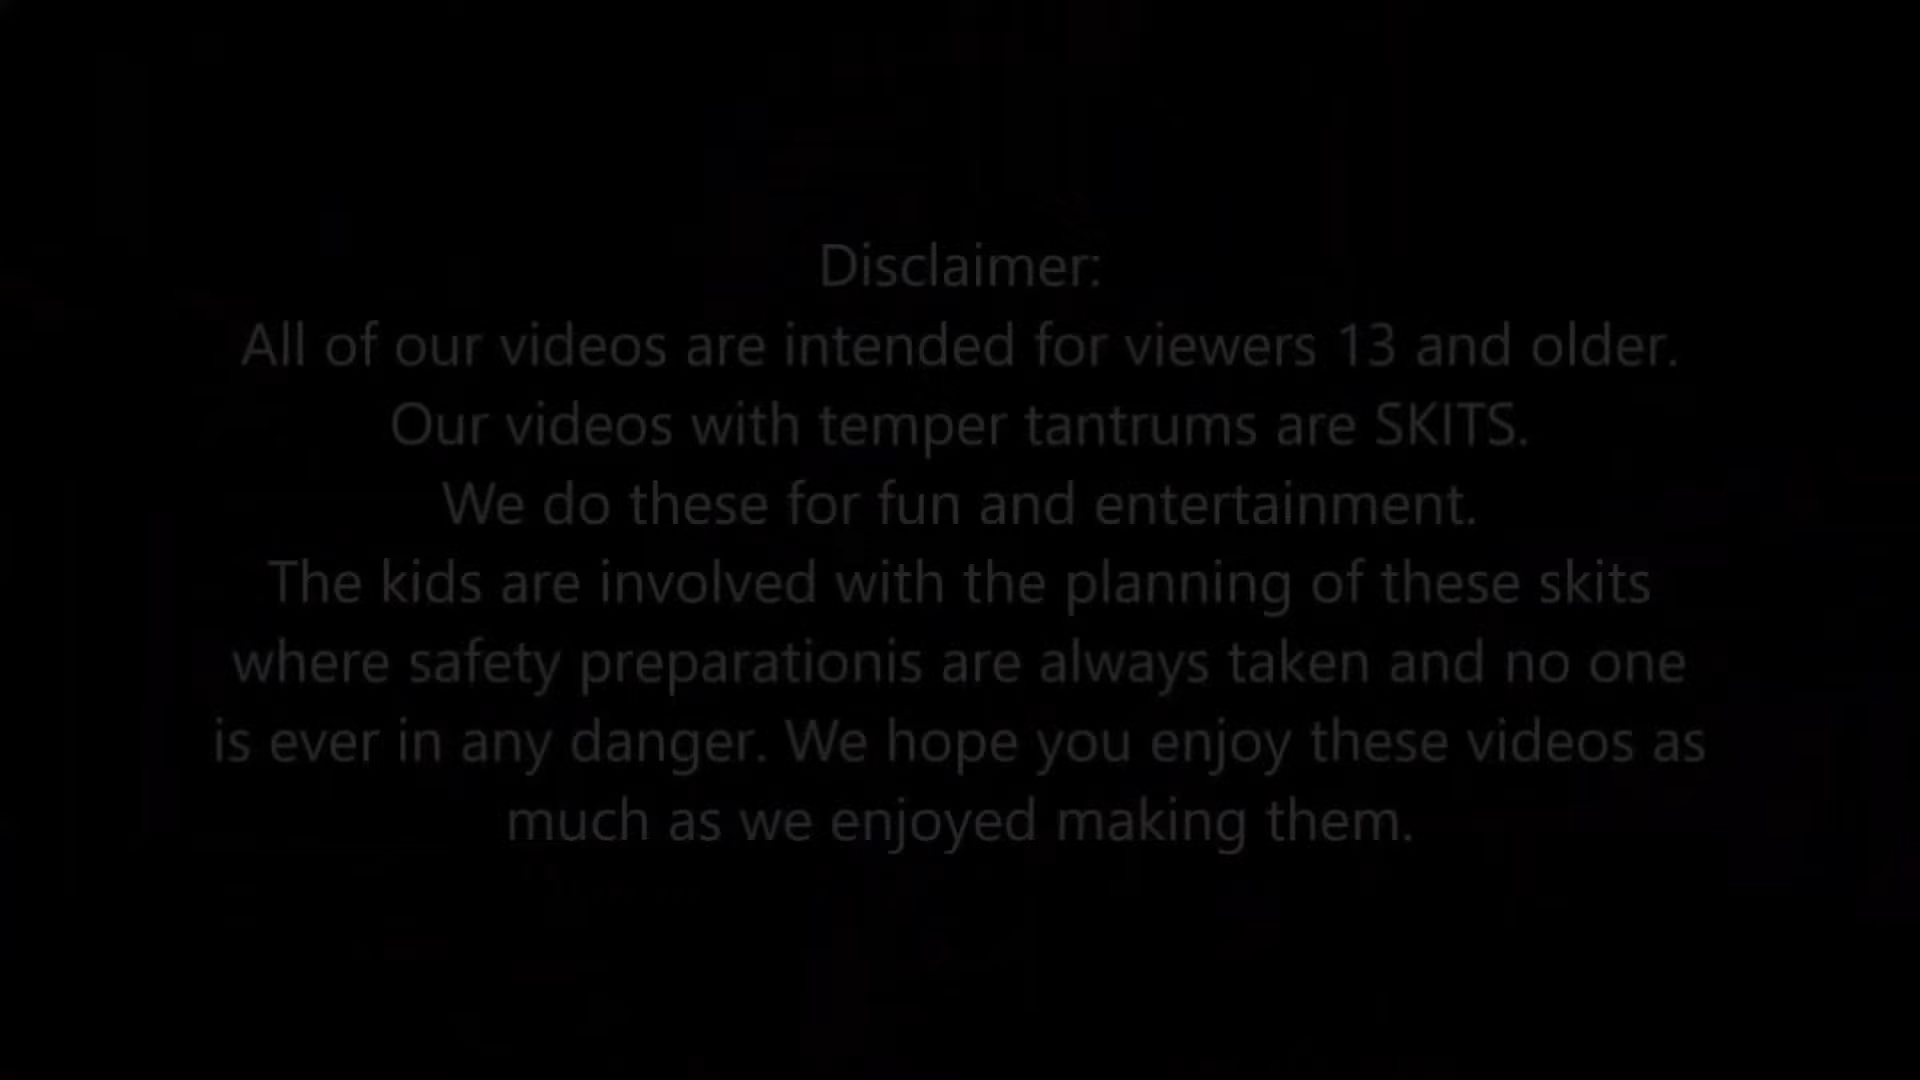 Disclaimer:
All of our videos are intended for viewers 13 and older.
Our videos with temper tantrums are SKITS.
We do these for fun and entertainment.
The kids are involved with the planning of these skits
where safety preparationis are always taken and no one
is ever in any danger. We hope you enjoy these videos as
much as we enjoyed making them.